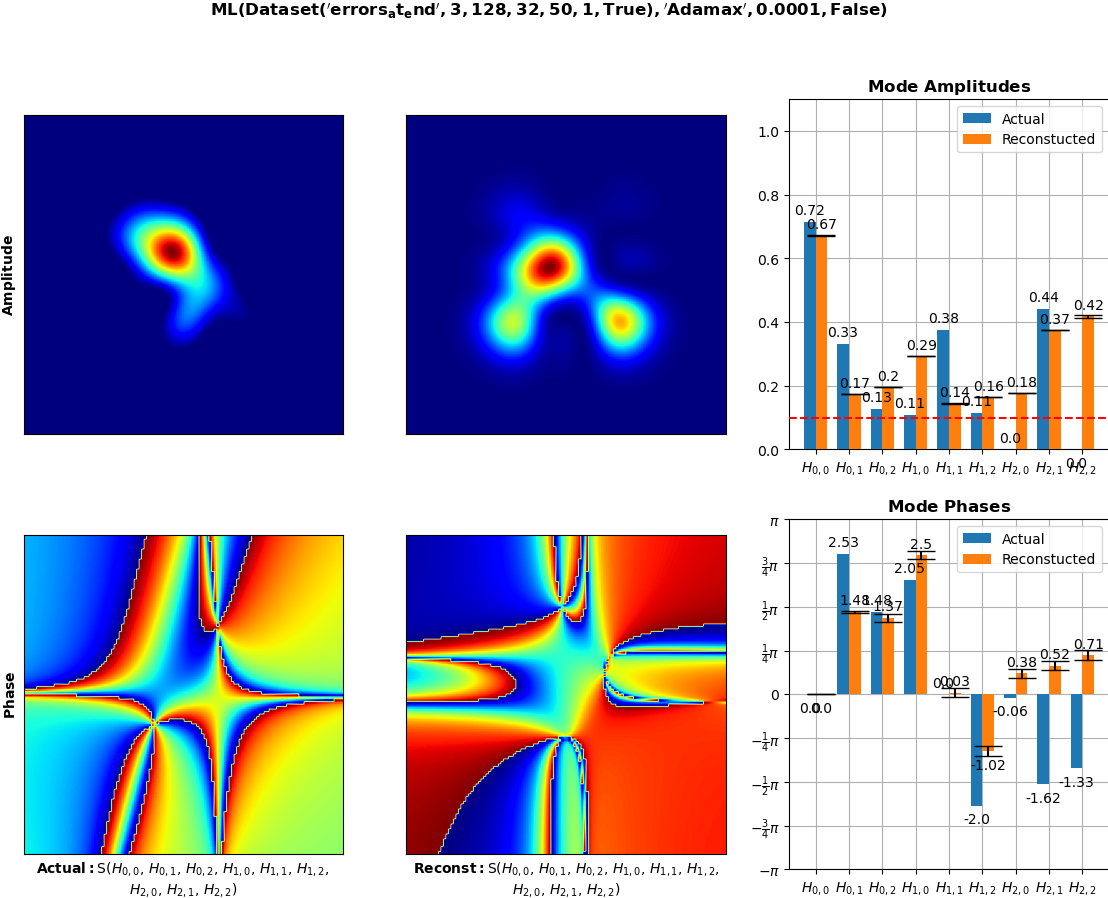 ML(Dataset('errors_at_end', 3, 128, 32, 50, 1, True), 'Adamax', 0.0001, False)
Amplitude
Mode Amplitudes
Actual
Reconstucted
1.0
0.8
0.6
0.4
0.2
0.0
0.72
0.67
0.33
0.17
0.13
0.2
0.11
0.29
0.38
0.14
0.11
0.16
0.0
0.18
0.44
0.37
0.0
0.42
H0,0 H0,1 H0,2 H1,0 H1,1 H1,2 H2,0 H2,1 H2,2
Phase
Mode Phases
Actual
Reconstucted
π
3/4π
1/2π
1/4π
0
−1/4π
−1/2π
−3/4π
−π
0.0
0.0
2.53
1.48
1.48
1.37
2.05
2.5
0.0
0.03
-2.0
-1.02
-0.06
0.38
-1.62
0.52
-1.33
0.71
H0,0 H0,1 H0,2 H1,0 H1,1 H1,2 H2,0 H2,1 H2,2
Actual: S(H0,0, H0,1, H0,2, H1,0, H1,1, H1,2,
H2,0, H2,1, H2,2)
Reconst: S(H0,0, H0,1, H0,2, H1,0, H1,1, H1,2,
H2,0, H2,1, H2,2)